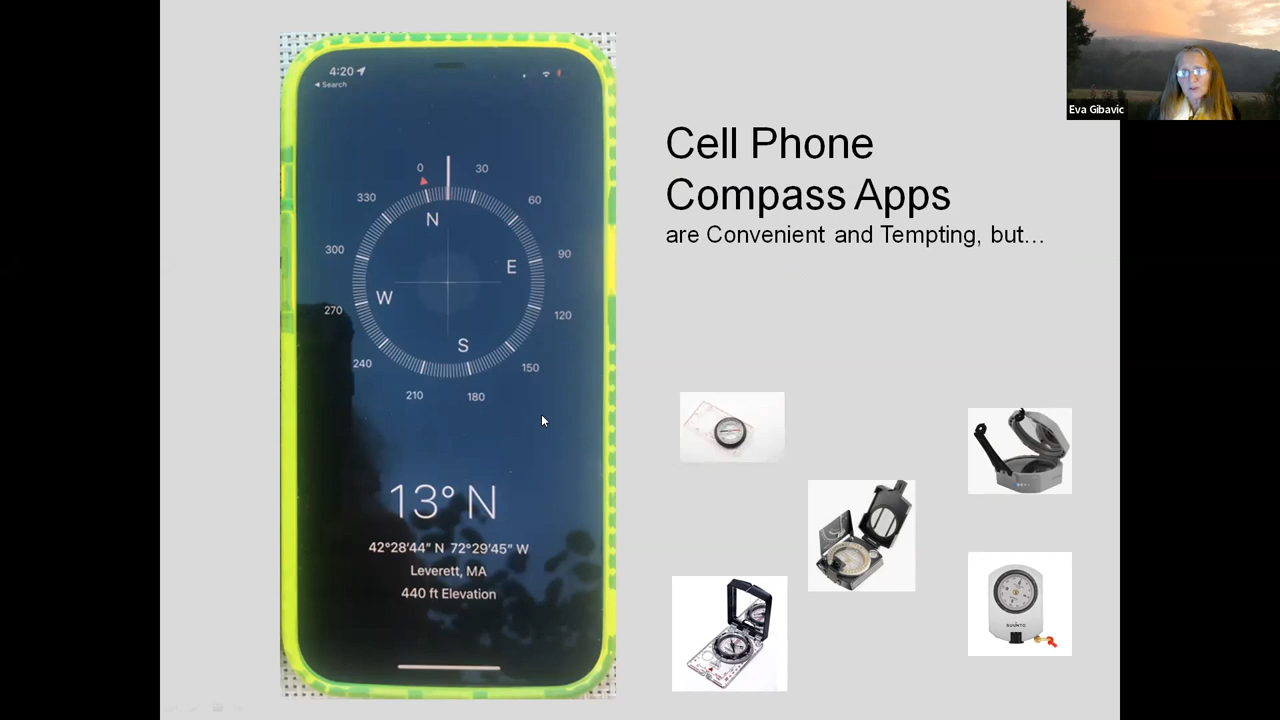 4:20
Search
0
30
330
60
N
300
90
E
W
270
120
S
240
150
210
180
13° N
42°28'44" N 72°29'45" W
Leverett, MA
440 ft Elevation
Cell Phone
Compass Apps
are Convenient and Tempting, but...
SUUNTO
Eva Gibavic